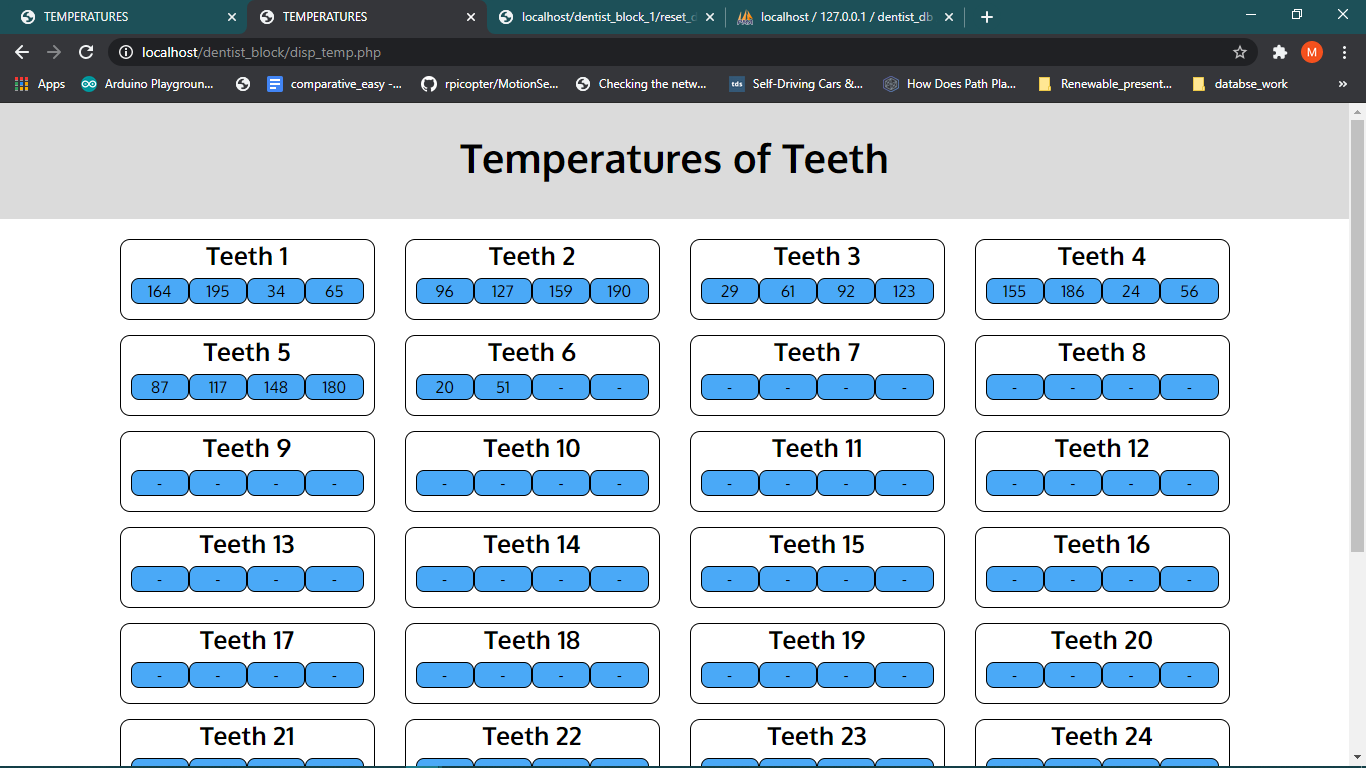 TEMPERATURES TEMPERATURES localhost/dentist_block_1/reset_d localhost / 127.0.0.1 / dentist_db
localhost/dentist_block/disp_temp.php M
Apps Arduino Playgroun... comparative_easy -... rpicopter/MotionSe... Checking the netw... tds Self-Driving Cars &... How Does Path Pla... Renewable_present... databse_work »
Temperatures of Teeth
Teeth 1 Teeth 2 Teeth 3 Teeth 4
164 195 34 65 96 127 159 190 29 61 92 123 155 186 24 56
Teeth 5 Teeth 6 Teeth 7 Teeth 8
87 117 148 180 20 51 - - - - - - - - - -
Teeth 9 Teeth 10 Teeth 11 Teeth 12
- - - - - - - - - - - - - - - -
Teeth 13 Teeth 14 Teeth 15 Teeth 16
- - - - - - - - - - - - - - - -
Teeth 17 Teeth 18 Teeth 19 Teeth 20
- - - - - - - - - - - - - - - -
Teeth 21 Teeth 22 Teeth 23 Teeth 24